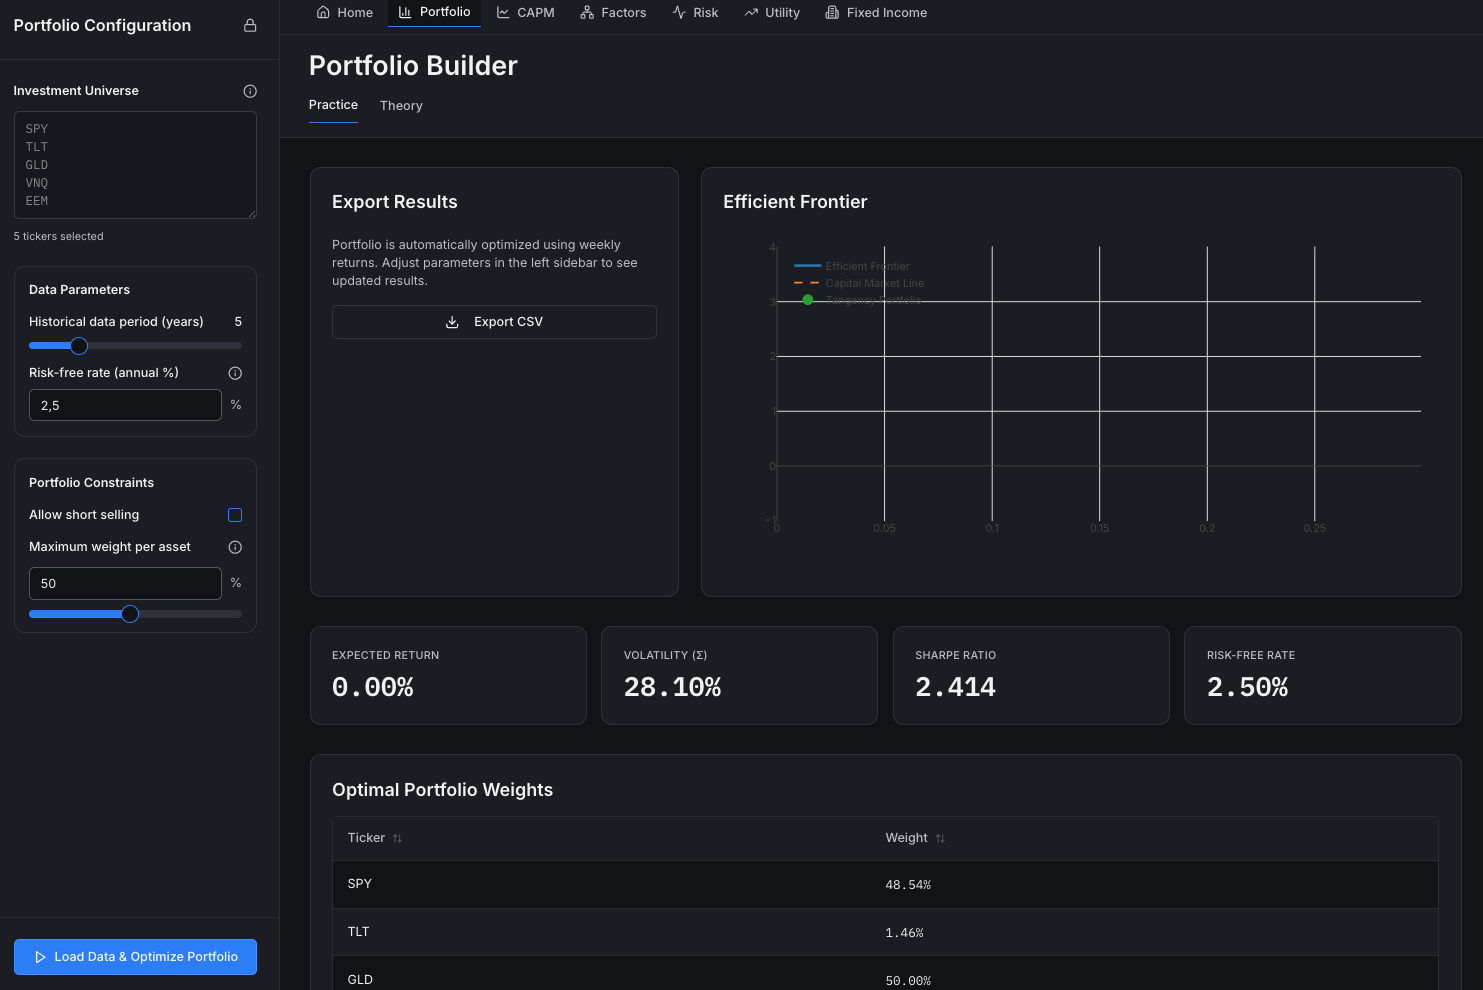 Portfolio Configuration
Home
Portfolio
CAPM
Factors
Risk
Utility
Fixed Income
Investment Universe
SPY
TLT
GLD
VNQ
EEM
5 tickers selected
Data Parameters
Historical data period (years) 5
Risk-free rate (annual %)
2,5 %
Portfolio Constraints
Allow short selling
Maximum weight per asset
50 %
Load Data & Optimize Portfolio
Portfolio Builder
Practice
Theory
Export Results
Portfolio is automatically optimized using weekly
returns. Adjust parameters in the left sidebar to see
updated results.
Export CSV
Efficient Frontier
Efficient Frontier
Capital Market Line
Tangency Portfolio
4
3
2
1
0
−1
0 0.05 0.1 0.15 0.2 0.25
EXPECTED RETURN
0.00%
VOLATILITY (Σ)
28.10%
SHARPE RATIO
2.414
RISK-FREE RATE
2.50%
Optimal Portfolio Weights
Ticker Weight
SPY 48.54%
TLT 1.46%
GLD 50.00%